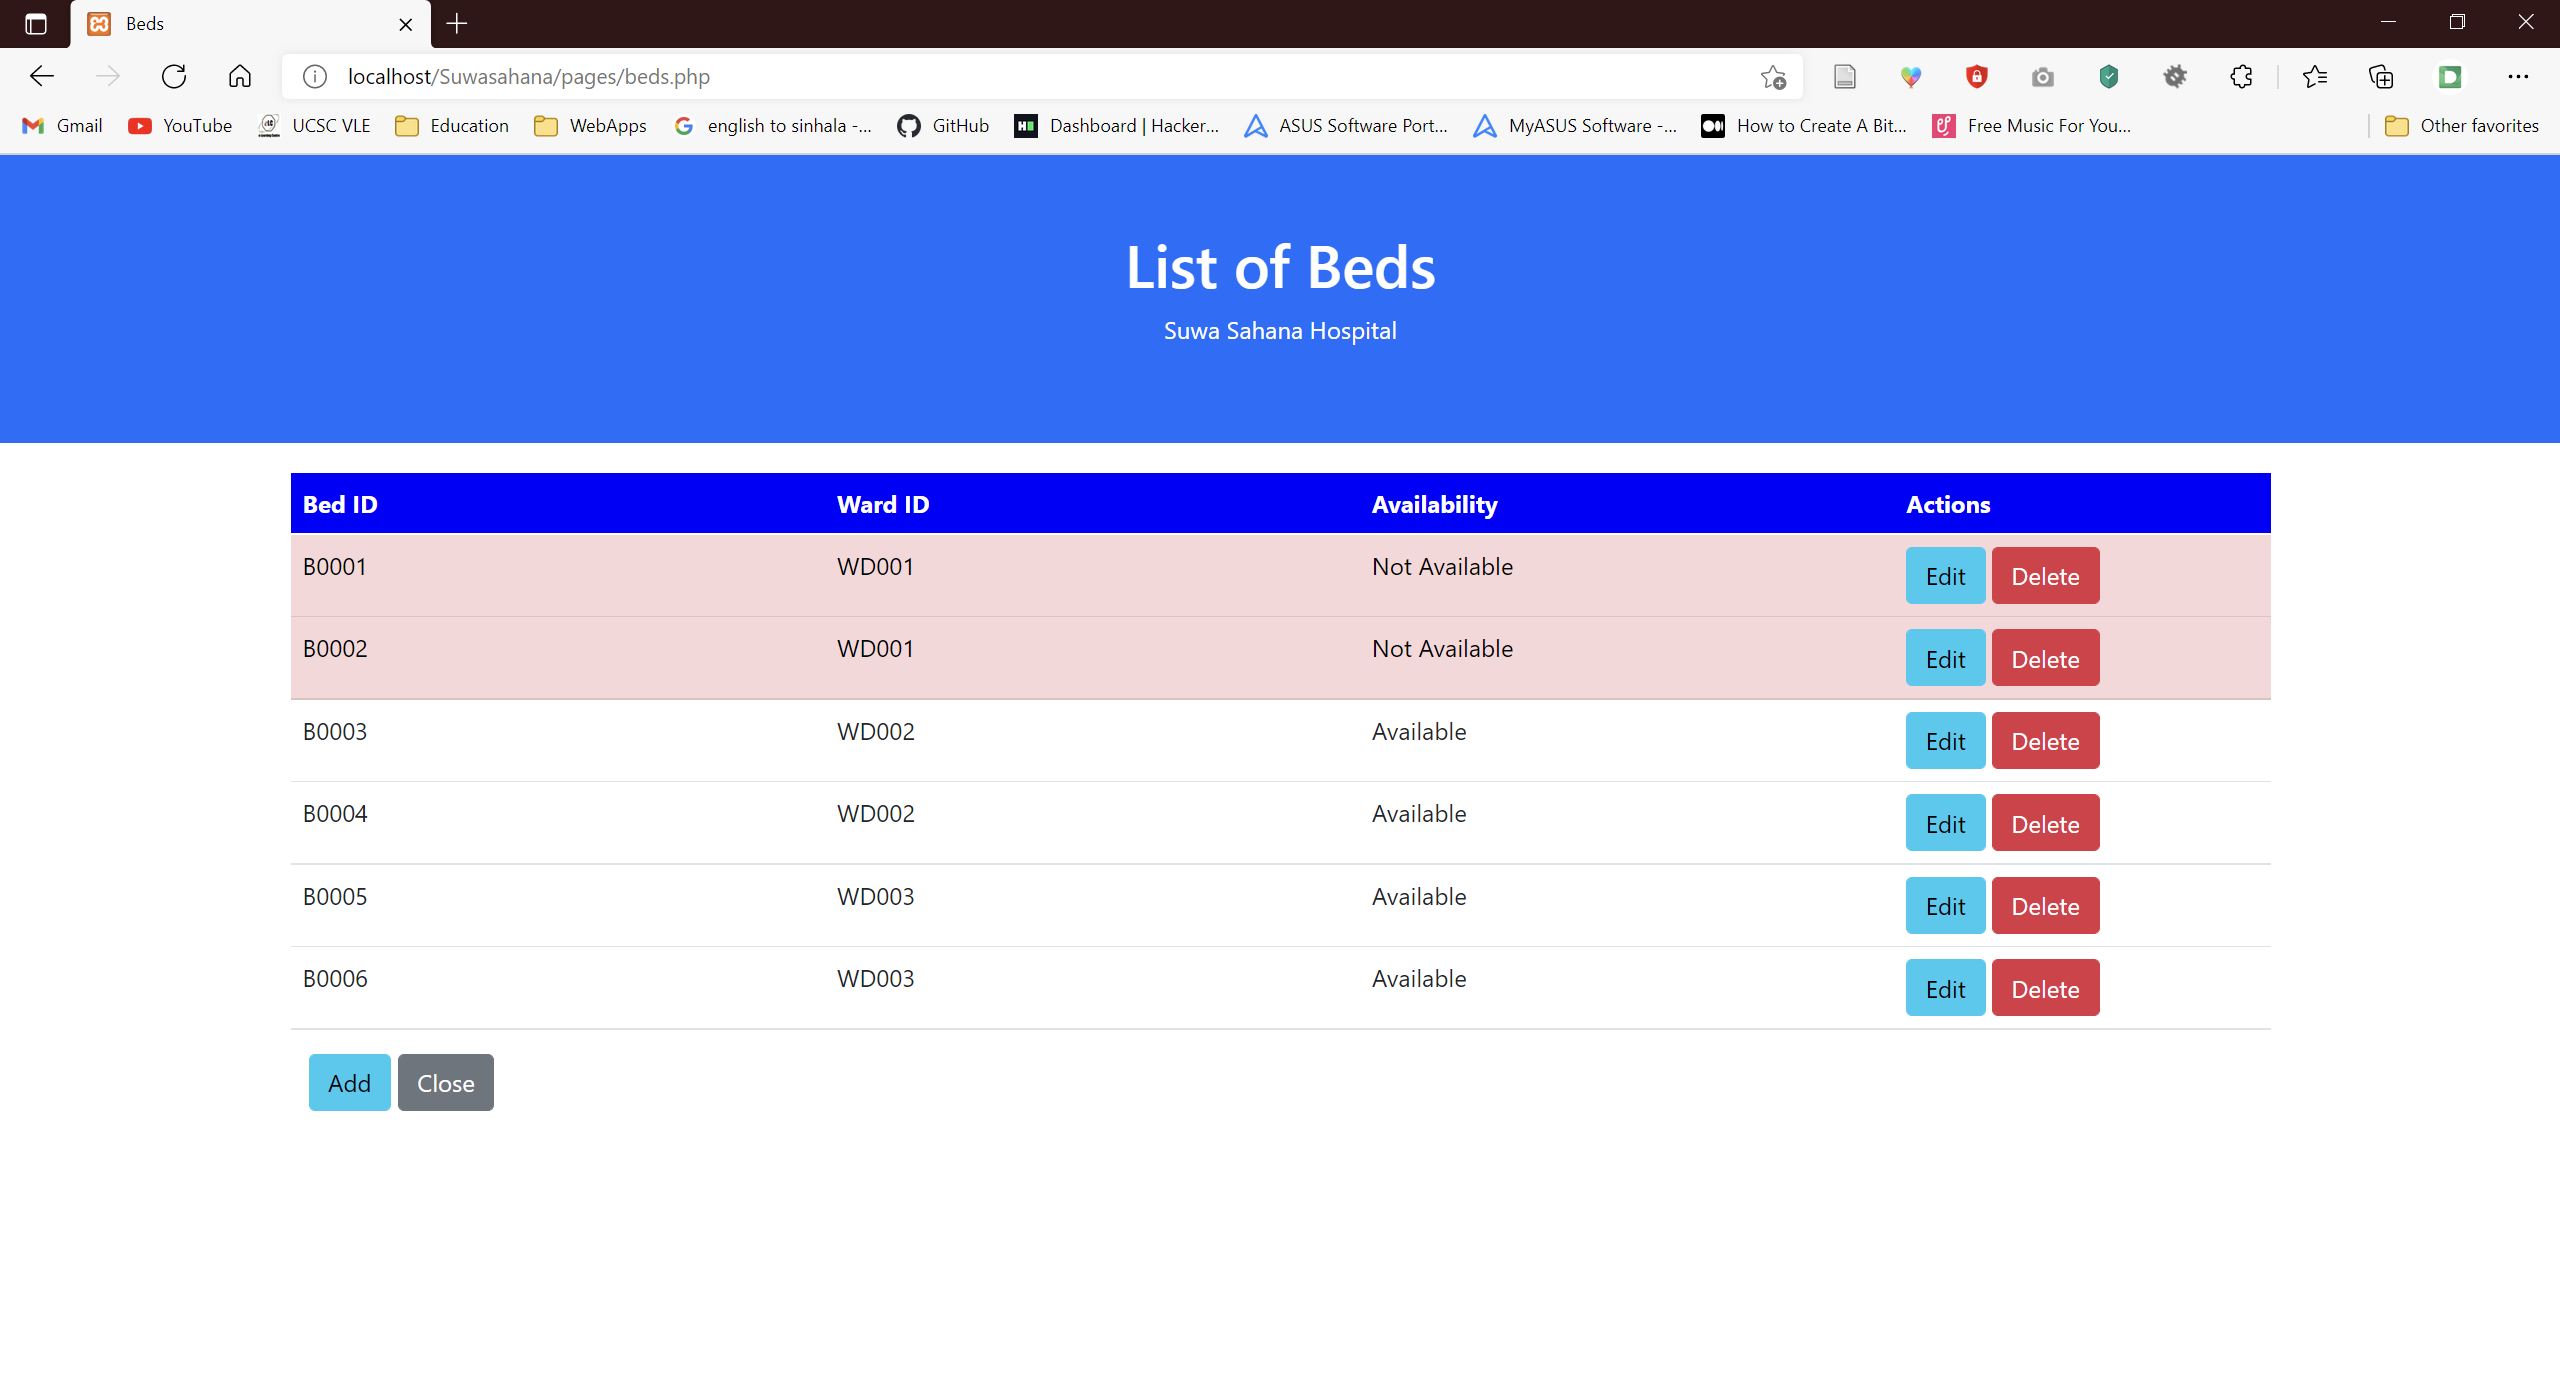 Beds
localhost/Suwasahana/pages/beds.php
Gmail YouTube UCSC VLE Education WebApps english to sinhala -... GitHub Dashboard | Hacker... ASUS Software Port... MyASUS Software -... How to Create A Bit... Free Music For You... Other favorites
List of Beds
Suwa Sahana Hospital
Bed ID Ward ID Availability Actions
B0001 WD001 Not Available Edit Delete
B0002 WD001 Not Available Edit Delete
B0003 WD002 Available Edit Delete
B0004 WD002 Available Edit Delete
B0005 WD003 Available Edit Delete
B0006 WD003 Available Edit Delete
Add Close